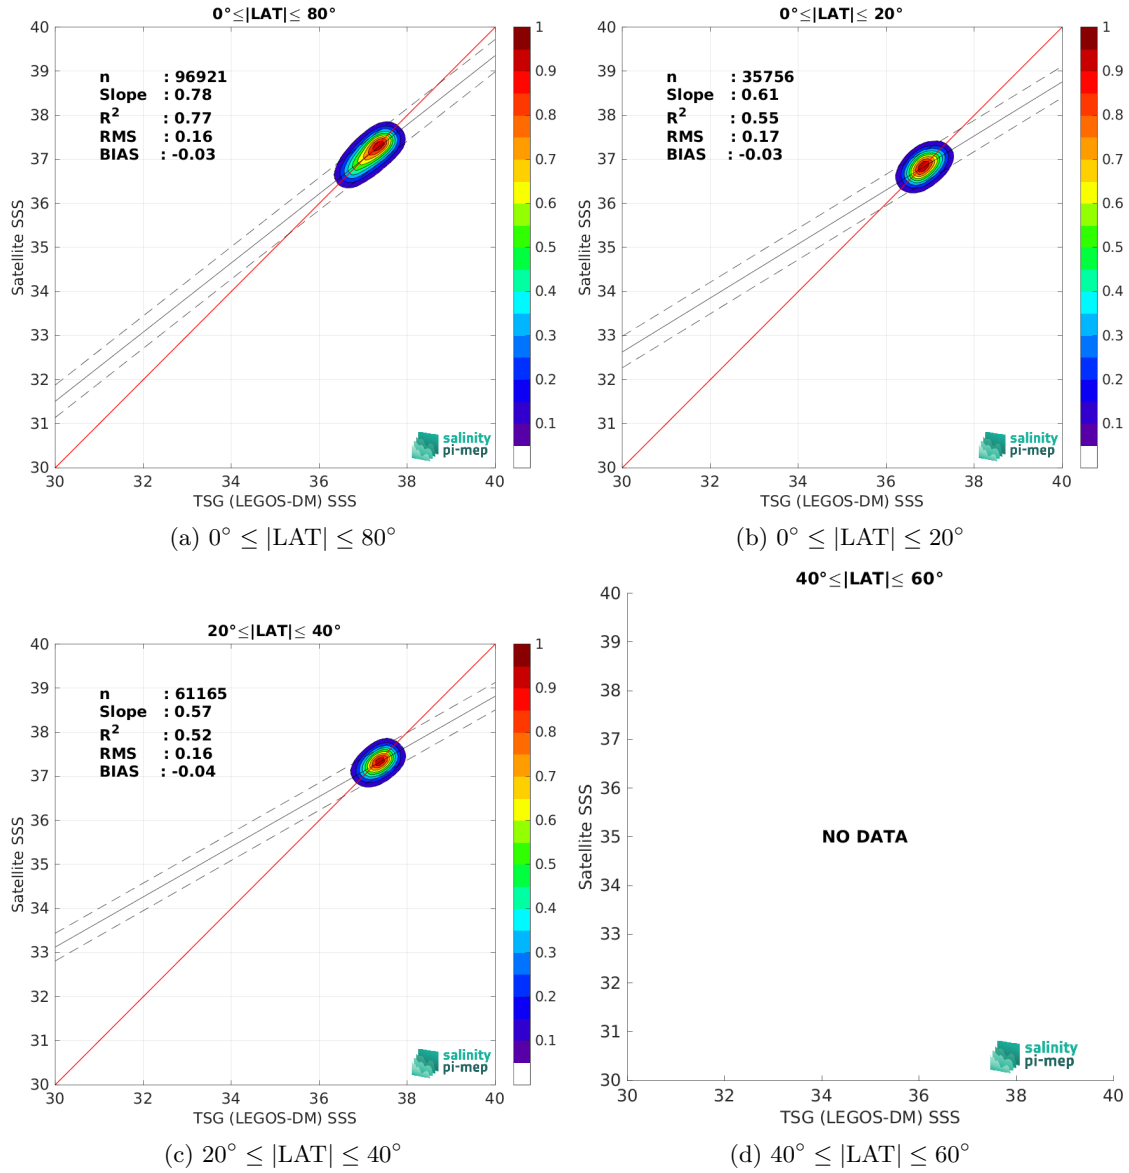 0°≤|LAT|≤ 80°
n : 96921
Slope : 0.78
R² : 0.77
RMS : 0.16
BIAS : -0.03
40
39
38
37
36
35
34
33
32
31
30
30 32 34 36 38 40
Satellite SSS
TSG (LEGOS-DM) SSS
1
0.9
0.8
0.7
0.6
0.5
0.4
0.3
0.2
0.1
salinity
pi-mep
(a) 0° ≤ |LAT| ≤ 80°
0°≤|LAT|≤ 20°
n : 35756
Slope : 0.61
R² : 0.55
RMS : 0.17
BIAS : -0.03
40
39
38
37
36
35
34
33
32
31
30
30 32 34 36 38 40
Satellite SSS
TSG (LEGOS-DM) SSS
1
0.9
0.8
0.7
0.6
0.5
0.4
0.3
0.2
0.1
salinity
pi-mep
(b) 0° ≤ |LAT| ≤ 20°
20°≤|LAT|≤ 40°
n : 61165
Slope : 0.57
R² : 0.52
RMS : 0.16
BIAS : -0.04
40
39
38
37
36
35
34
33
32
31
30
30 32 34 36 38 40
Satellite SSS
TSG (LEGOS-DM) SSS
1
0.9
0.8
0.7
0.6
0.5
0.4
0.3
0.2
0.1
salinity
pi-mep
(c) 20° ≤ |LAT| ≤ 40°
40°≤|LAT|≤ 60°
40
39
38
37
36
35
34
33
32
31
30
30 32 34 36 38 40
Satellite SSS
NO DATA
TSG (LEGOS-DM) SSS
salinity
pi-mep
(d) 40° ≤ |LAT| ≤ 60°